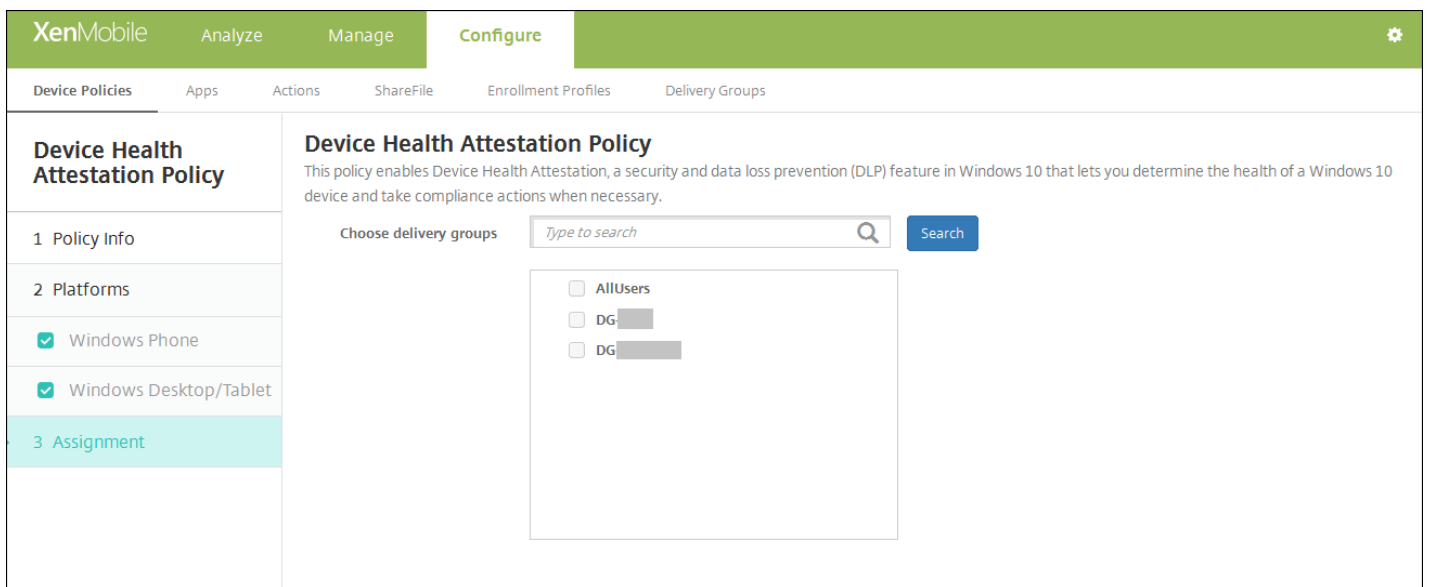 XenMobile Analyze Manage Configure
Device Policies Apps Actions ShareFile Enrollment Profiles Delivery Groups
Device Health
Attestation Policy
1 Policy Info
2 Platforms
Windows Phone
Windows Desktop/Tablet
3 Assignment
Device Health Attestation Policy
This policy enables Device Health Attestation, a security and data loss prevention (DLP) feature in Windows 10 that lets you determine the health of a Windows 10
device and take compliance actions when necessary.
Choose delivery groups Type to search Search
AllUsers
DG-
DG